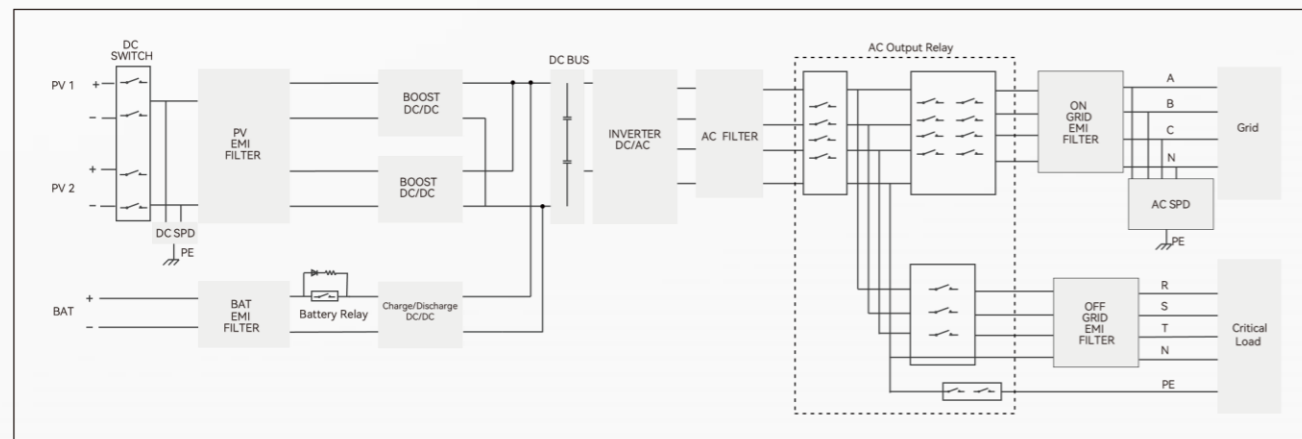 DC
SWITCH
PV 1
+
−
PV 2
+
−
DC SPD
PE
PV
EMI
FILTER
BOOST
DC/DC
BOOST
DC/DC
DC BUS
INVERTER
DC/AC
AC FILTER
AC Output Relay
ON
GRID
EMI
FILTER
A
B
C
N
Grid
AC SPD
PE
BAT
+
−
BAT
EMI
FILTER
Battery Relay
Charge/Discharge
DC/DC
OFF
GRID
EMI
FILTER
R
S
T
N
PE
Critical
Load